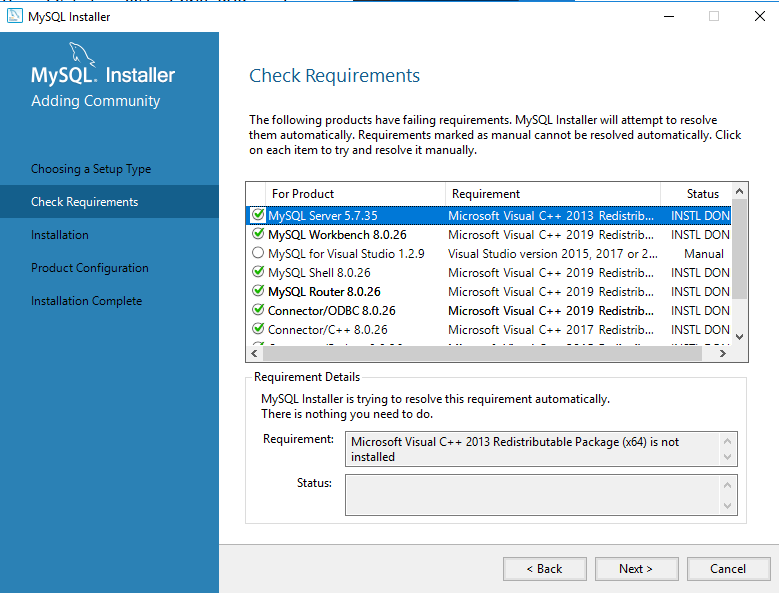 MySQL Installer
MySQL. Installer
Adding Community
Choosing a Setup Type
Check Requirements
Installation
Product Configuration
Installation Complete
Check Requirements
The following products have failing requirements. MySQL Installer will attempt to resolve
them automatically. Requirements marked as manual cannot be resolved automatically. Click
on each item to try and resolve it manually.
For Product Requirement Status
MySQL Server 5.7.35 Microsoft Visual C++ 2013 Redistrib... INSTL DON
MySQL Workbench 8.0.26 Microsoft Visual C++ 2019 Redistrib... INSTL DON
MySQL for Visual Studio 1.2.9 Visual Studio version 2015, 2017 or 2... Manual
MySQL Shell 8.0.26 Microsoft Visual C++ 2019 Redistrib... INSTL DON
MySQL Router 8.0.26 Microsoft Visual C++ 2019 Redistrib... INSTL DON
Connector/ODBC 8.0.26 Microsoft Visual C++ 2019 Redistrib... INSTL DON
Connector/C++ 8.0.26 Microsoft Visual C++ 2017 Redistrib... INSTL DON
Requirement Details
MySQL Installer is trying to resolve this requirement automatically.
There is nothing you need to do.
Requirement: Microsoft Visual C++ 2013 Redistributable Package (x64) is not
installed
Status:
< Back Next > Cancel